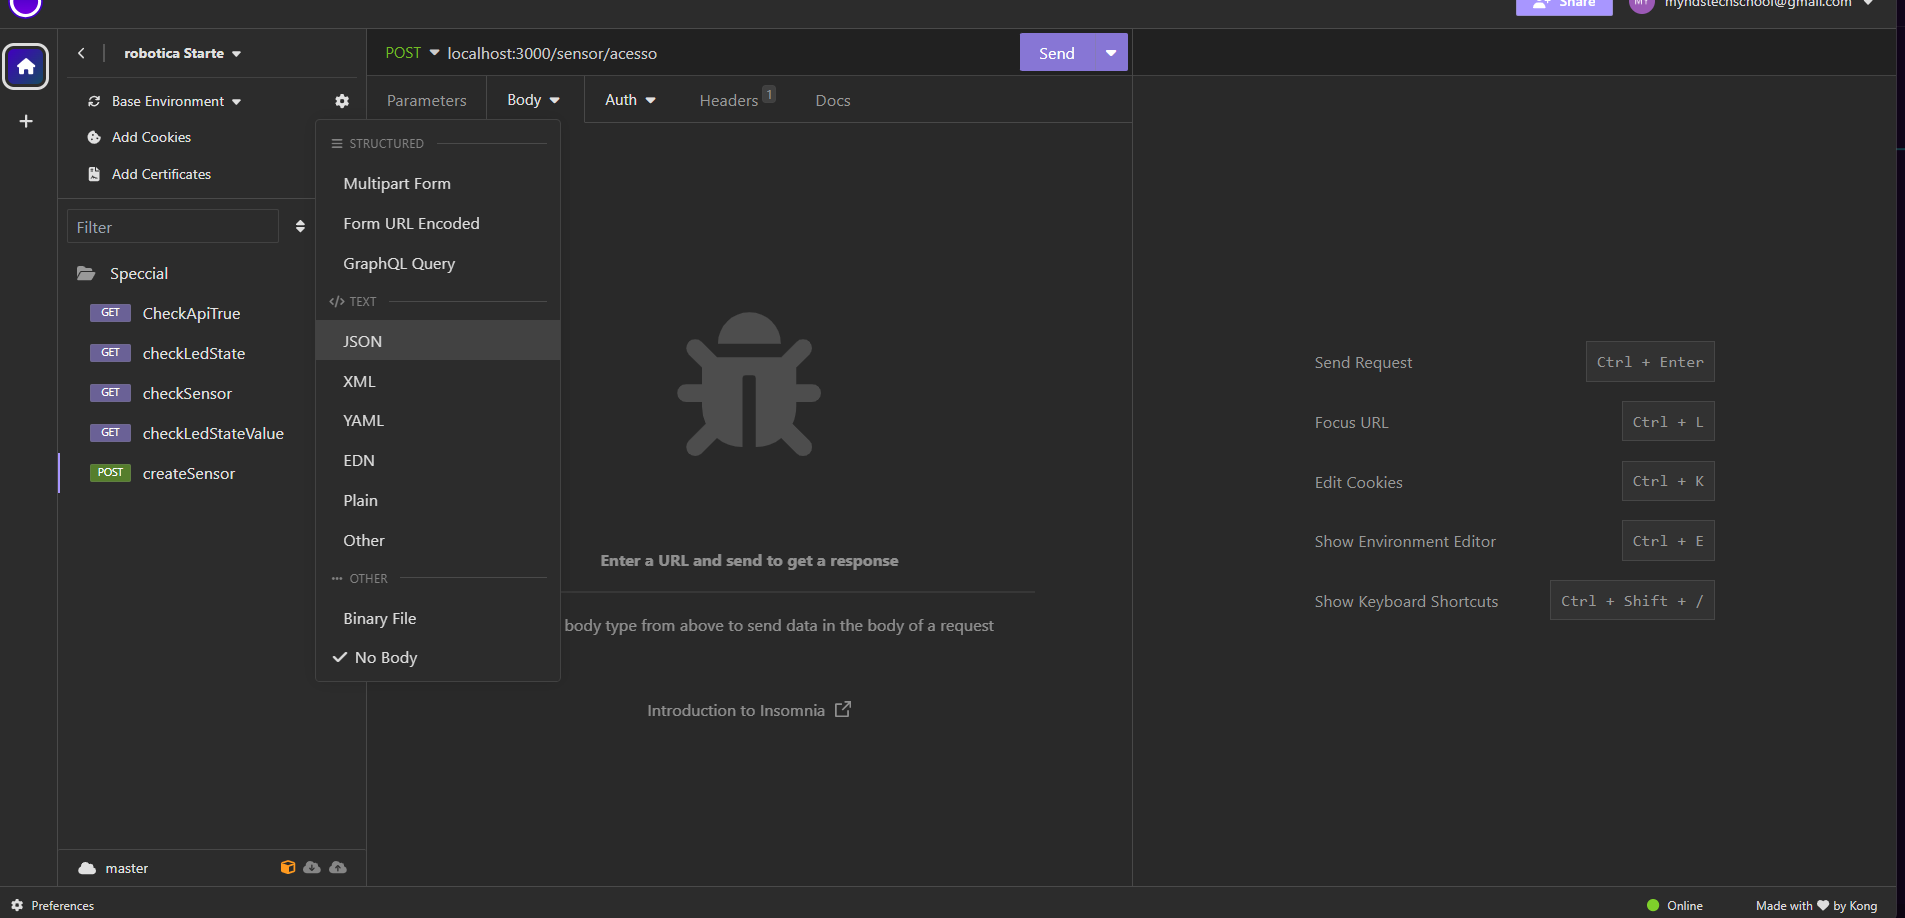 Share
MY
myndstechschool@gmail.com
robotica Starte
POST
localhost:3000/sensor/acesso
Send
Base Environment
Add Cookies
Add Certificates
Filter
Speccial
GET CheckApiTrue
GET checkLedState
GET checkSensor
GET checkLedStateValue
POST createSensor
Parameters
Body
Auth
Headers 1
Docs
STRUCTURED
Multipart Form
Form URL Encoded
GraphQL Query
</> TEXT
JSON
XML
YAML
EDN
Plain
Other
OTHER
Binary File
No Body
Enter a URL and send to get a response
body type from above to send data in the body of a request
Introduction to Insomnia
Send Request Ctrl + Enter
Focus URL Ctrl + L
Edit Cookies Ctrl + K
Show Environment Editor Ctrl + E
Show Keyboard Shortcuts Ctrl + Shift + /
master
Preferences
Online
Made with ❤ by Kong